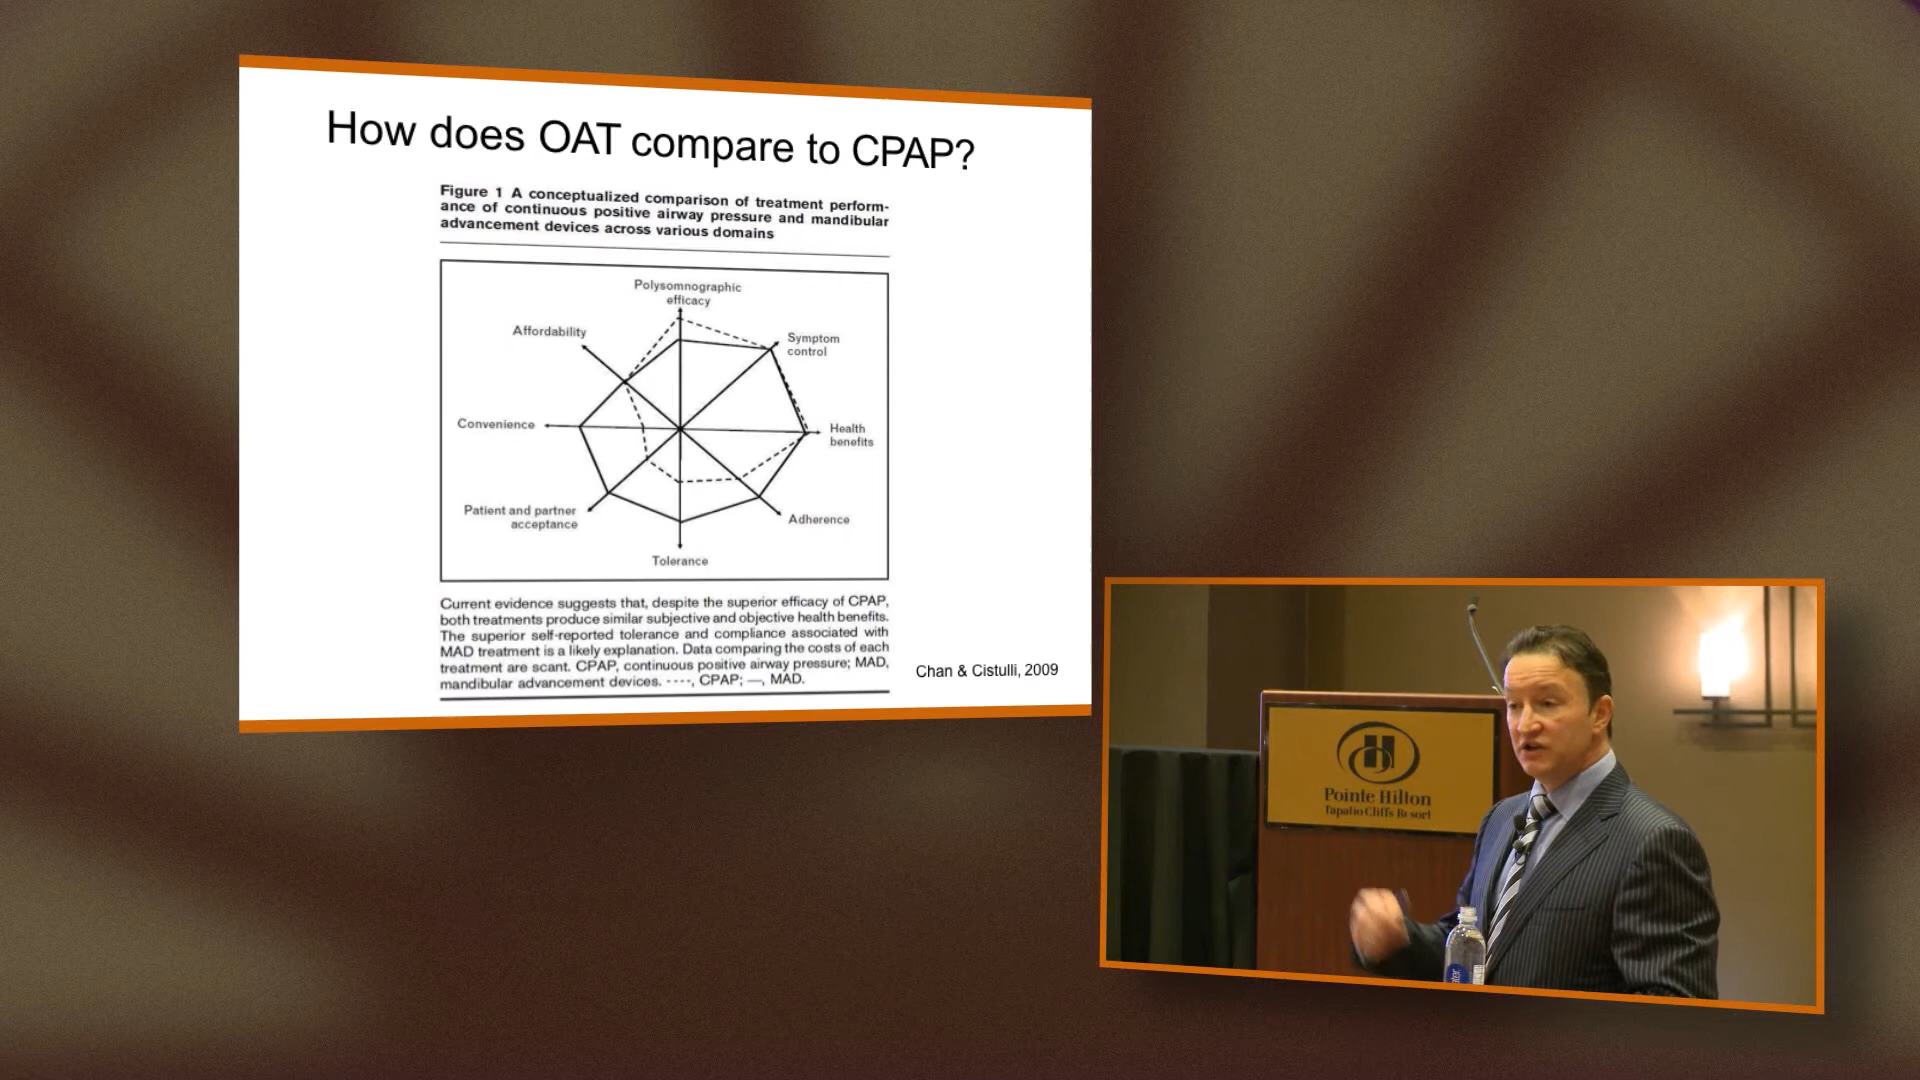 How does OAT compare to CPAP?
Figure 1 A conceptualized comparison of treatment perform-
ance of continuous positive airway pressure and mandibular
advancement devices across various domains
Polysomnographic
efficacy
Affordability
Symptom
control
Convenience
Health
benefits
Patient and partner
acceptance
Adherence
Tolerance
Current evidence suggests that, despite the superior efficacy of CPAP,
both treatments produce similar subjective and objective health benefits.
The superior self-reported tolerance and compliance associated with
MAD treatment is a likely explanation. Data comparing the costs of each
treatment are scant. CPAP, continuous positive airway pressure; MAD,
mandibular advancement devices. ----, CPAP; —, MAD.
Chan & Cistulli, 2009
H
Pointe Hilton
Tapatio Cliffs Resort